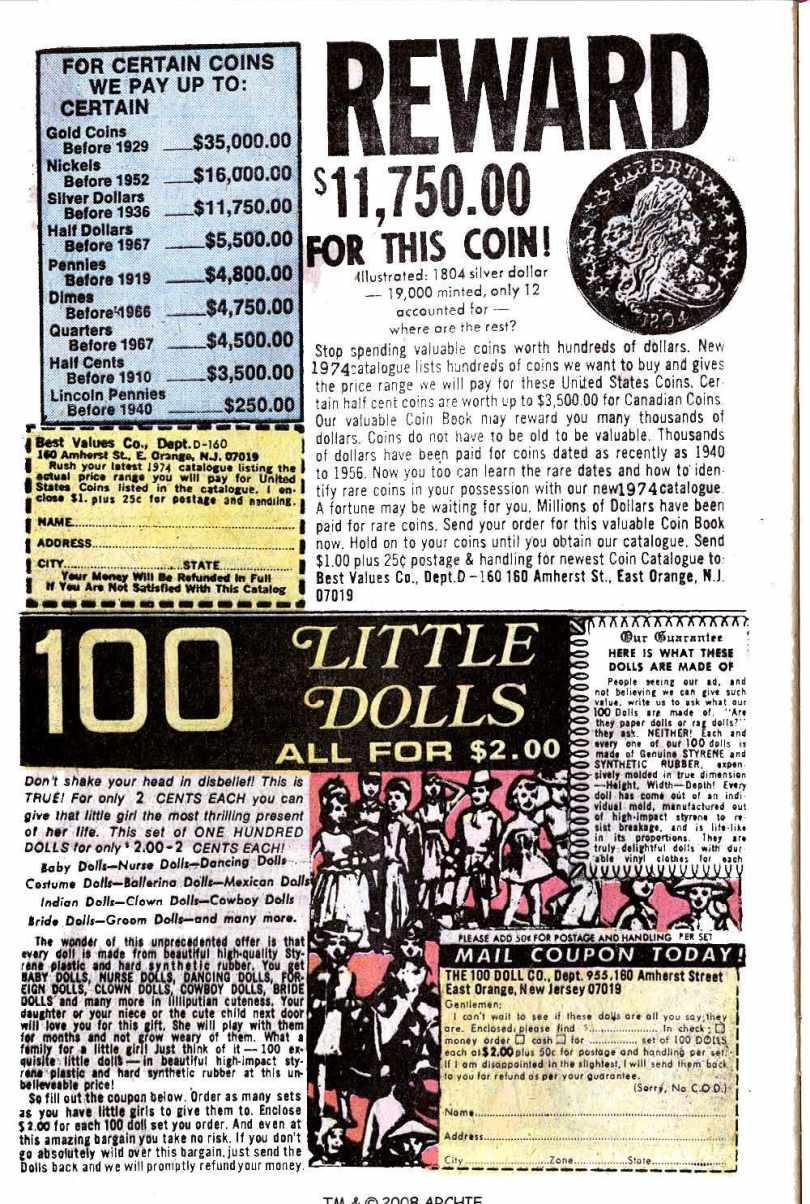 FOR CERTAIN COINS
WE PAY UP TO:
CERTAIN
Gold Coins
Before 1929 $35,000.00
Nickels
Before 1952 $16,000.00
Silver Dollars
Before 1936 $11,750.00
Half Dollars
Before 1967 $5,500.00
Pennies
Before 1919 $4,800.00
Dimes
Before 1966 $4,750.00
Quarters
Before 1967 $4,500.00
Half Cents
Before 1910 $3,500.00
Lincoln Pennies
Before 1940 $250.00
Best Values Co., Dept. D-160
160 Amherst St., E. Orange, N.J. 07019
Rush your latest 1974 catalogue listing the
actual price range you will pay for United
States Coins listed in the catalogue. I en-
close $1. plus 25c for postage and handling.
NAME
ADDRESS
CITY STATE
Your Money Will Be Refunded In Full
If You Are Not Satisfied With This Catalog
REWARD
$11,750.00
FOR THIS COIN!
LIBERTY
1804
Illustrated: 1804 silver dollar
— 19,000 minted, only 12
accounted for —
where are the rest?
Stop spending valuable coins worth hundreds of dollars. New
1974 catalogue lists hundreds of coins we want to buy and gives
the price range we will pay for these United States Coins. Cer-
tain half cent coins are worth up to $3,500.00 for Canadian Coins.
Our valuable Coin Book may reward you many thousands of
dollars. Coins do not have to be old to be valuable. Thousands
of dollars have been paid for coins dated as recently as 1940
to 1956. Now you too can learn the rare dates and how to iden-
tify rare coins in your possession with our new 1974 catalogue.
A fortune may be waiting for you. Millions of Dollars have been
paid for rare coins. Send your order for this valuable Coin Book
now. Hold on to your coins until you obtain our catalogue. Send
$1.00 plus 25¢ postage & handling for newest Coin Catalogue to:
Best Values Co., Dept. D-160 160 Amherst St., East Orange, N.J.
07019
100 LITTLE
DOLLS
ALL FOR $2.00
Don't shake your head in disbelief! This is
TRUE! For only 2 CENTS EACH you can
give that little girl the most thrilling present
of her life. This set of ONE HUNDRED
DOLLS for only $2.00-2 CENTS EACH!
Baby Dolls—Nurse Dolls—Dancing Dolls
Costume Dolls—Ballerina Dolls—Mexican Dolls
Indian Dolls—Clown Dolls—Cowboy Dolls
Bride Dolls—Groom Dolls—and many more.
The wonder of this unprecedented offer is that
every doll is made from beautiful high-quality Sty-
rene plastic and hard synthetic rubber. You get
BABY DOLLS, NURSE DOLLS, DANCING DOLLS, FOR-
EIGN DOLLS, CLOWN DOLLS, COWBOY DOLLS, BRIDE
DOLLS and many more in lilliputian cuteness. Your
daughter or your niece or the cute child next door
will love you for this gift. She will play with them
for months and not grow weary of them. What a
family for a little girl! Just think of it — 100 ex-
quisite little dolls — in beautiful high-impact sty-
rene plastic and hard synthetic rubber at this un-
believeable price!
So fill out the coupon below. Order as many sets
as you have little girls to give them to. Enclose
$2.00 for each 100 doll set you order. And even at
this amazing bargain you take no risk. If you don't
go absolutely wild over this bargain, just send the
Dolls back and we will promptly refund your money.
Our Guarantee
HERE IS WHAT THESE
DOLLS ARE MADE OF
People seeing our ad, and
not believing we can give such
value, write us to ask what our
100 Dolls are made of. "Are
they paper dolls or rag dolls?"
they ask. NEITHER! Each and
every one of our 100 dolls is
made of Genuine STYRENE and
SYNTHETIC RUBBER, expen-
sively molded in true dimension
—Height, Width—Depth! Every
doll has come out of an indi-
vidual mold, manufactured out
of high-impact styrene to re-
sist breakage, and is life-like
in its proportions. They are
truly delightful dolls with dur-
able vinyl clothes for each
PLEASE ADD 50¢ FOR POSTAGE AND HANDLING PER SET
MAIL COUPON TODAY!
THE 100 DOLL CO., Dept. 955, 160 Amherst Street
East Orange, New Jersey 07019
Gentlemen:
I can't wait to see if these dolls are all you say they
are. Enclosed please find $ In check; ☐
money order ☐ cash ☐ for set of 100 DOLLS
each at $2.00 plus 50c for postage and handling per set.
If I am disappointed in the slightest, I will send them back
to you for refund as per your guarantee.
(Sorry, No C.O.D.)
Name
Address
City Zone State
TM & © 2008 ARCHIE